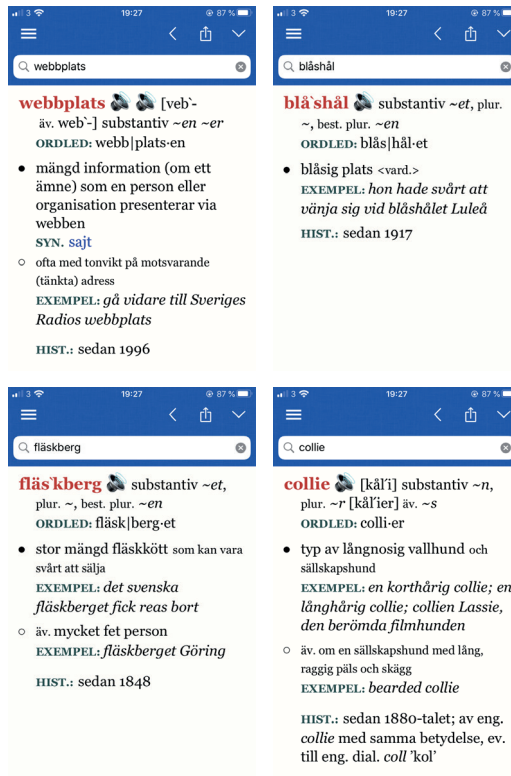 3 19:27 87 %
webbplats
webbplats [veb`-
äv. web`-] substantiv ~en ~er
ORDLED: webb|plats·en
● mängd information (om ett
ämne) som en person eller
organisation presenterar via
webben
SYN. sajt
○ ofta med tonvikt på motsvarande
(tänkta) adress
EXEMPEL: gå vidare till Sveriges
Radios webbplats
HIST.: sedan 1996
3 19:27 87 %
blåshål
blå`shål substantiv ~et, plur.
~, best. plur. ~en
ORDLED: blås|hål·et
● blåsig plats <vard.>
EXEMPEL: hon hade svårt att
vänja sig vid blåshålet Luleå
HIST.: sedan 1917
3 19:27 87 %
fläskberg
fläs`kberg substantiv ~et,
plur. ~, best. plur. ~en
ORDLED: fläsk|berg·et
● stor mängd fläskkött som kan vara
svårt att sälja
EXEMPEL: det svenska
fläskberget fick reas bort
○ äv. mycket fet person
EXEMPEL: fläskberget Göring
HIST.: sedan 1848
3 19:27 87 %
collie
collie [kål´i] substantiv ~n,
plur. ~r [kål´ier] äv. ~s
ORDLED: colli·er
● typ av långnosig vallhund och
sällskapshund
EXEMPEL: en korthårig collie; en
långhårig collie; collien Lassie,
den berömda filmhunden
○ äv. om en sällskapshund med lång,
raggig päls och skägg
EXEMPEL: bearded collie
HIST.: sedan 1880-talet; av eng.
collie med samma betydelse, ev.
till eng. dial. coll ’kol’